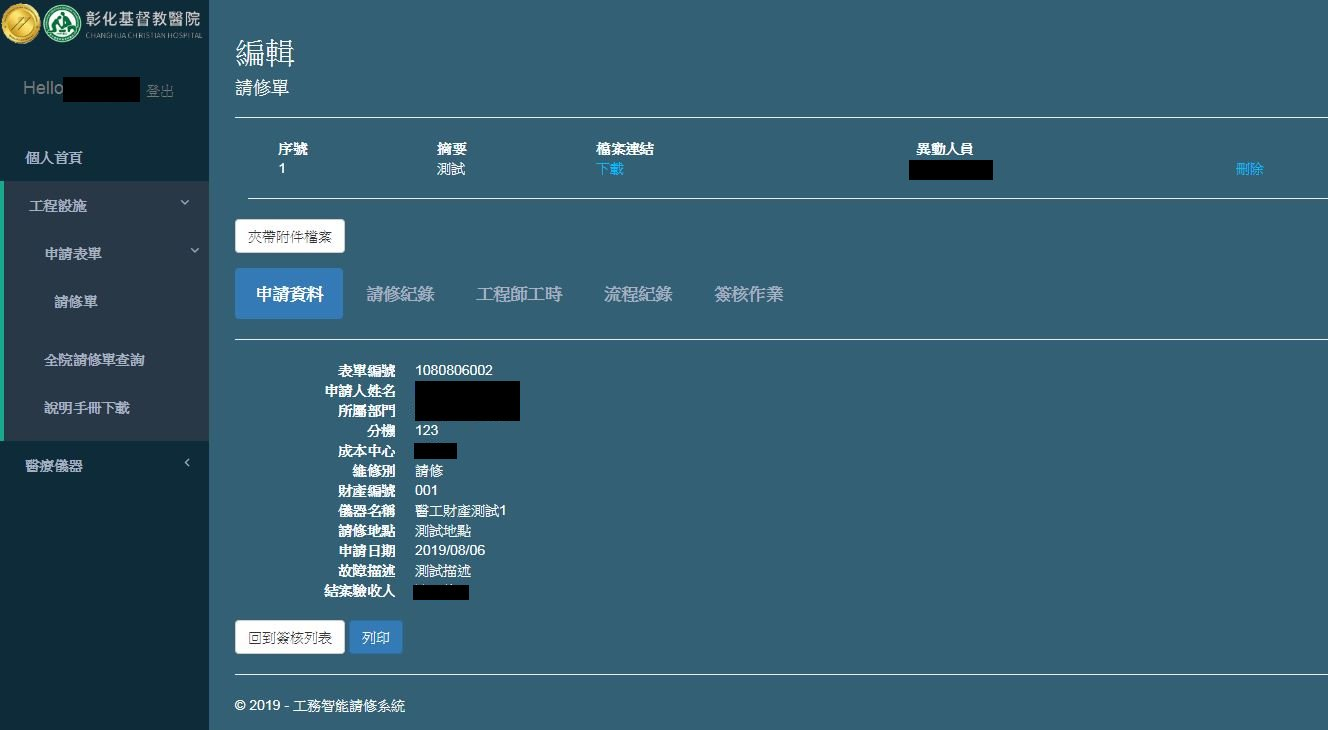 彰化基督教醫院
CHANGHUA CHRISTIAN HOSPITAL
Hello 登出
個人首頁
工程設施
申請表單
請修單
全院請修單查詢
說明手冊下載
醫療儀器
編輯
請修單
序號 摘要 檔案連結 異動人員
1 測試 下載 刪除
夾帶附件檔案
申請資料 請修紀錄 工程師工時 流程紀錄 簽核作業
表單編號 1080806002
申請人姓名
所屬部門
分機 123
成本中心
維修別 請修
財產編號 001
儀器名稱 醫工財產測試1
請修地點 測試地點
申請日期 2019/08/06
故障描述 測試描述
結案驗收人
回到簽核列表 列印
© 2019 - 工務智能請修系統